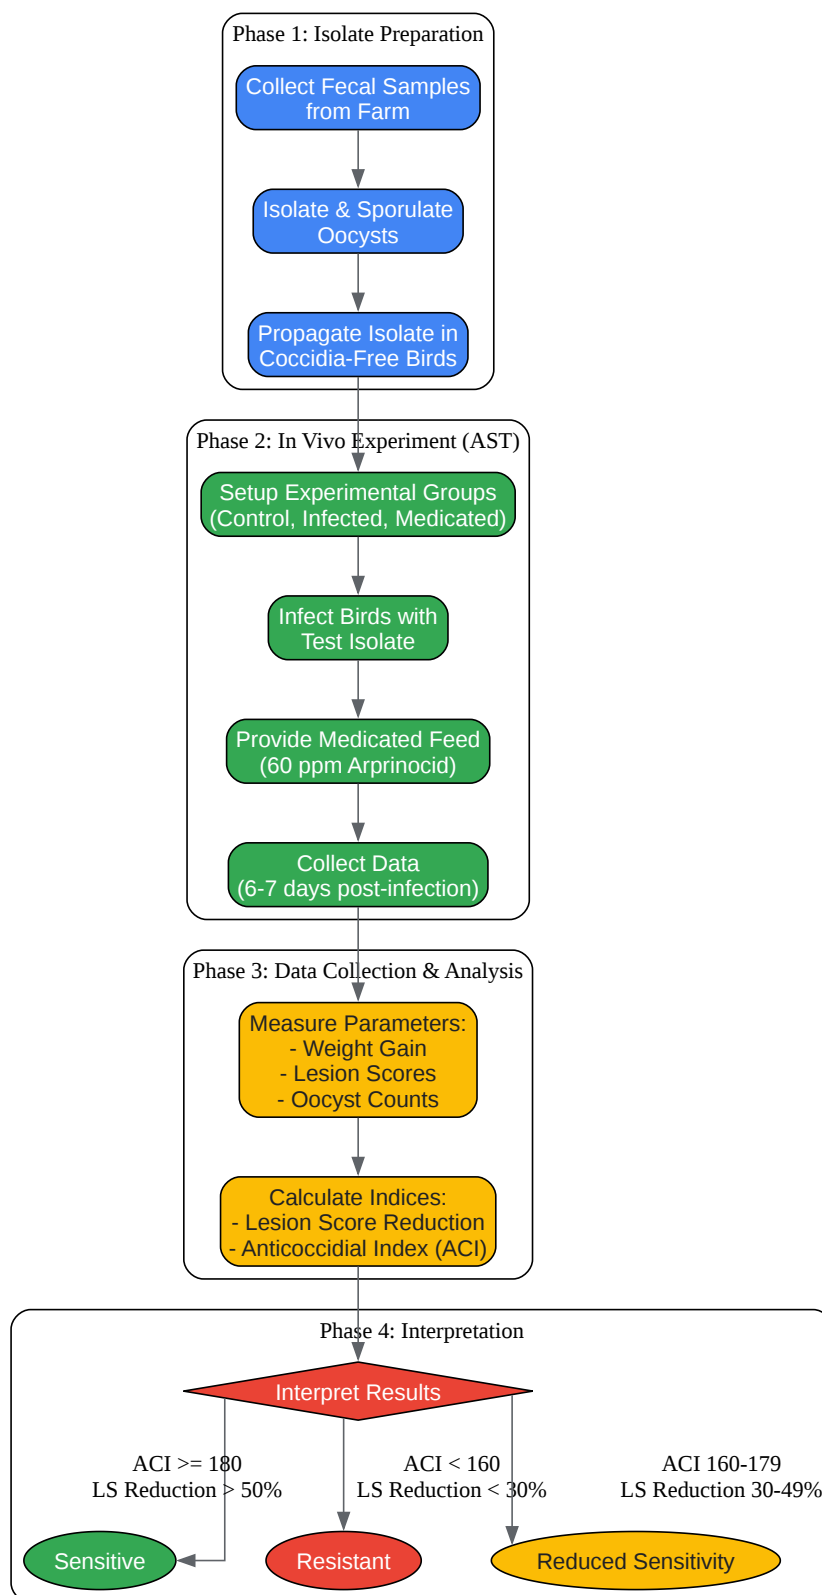 Phase 1: Isolate Preparation
Collect Fecal Samples
from Farm
Isolate & Sporulate
Oocysts
Propagate Isolate in
Coccidia-Free Birds
Phase 2: In Vivo Experiment (AST)
Setup Experimental Groups
(Control, Infected, Medicated)
Infect Birds with
Test Isolate
Provide Medicated Feed
(60 ppm Arprinocid)
Collect Data
(6-7 days post-infection)
Phase 3: Data Collection & Analysis
Measure Parameters:
- Weight Gain
- Lesion Scores
- Oocyst Counts
Calculate Indices:
- Lesion Score Reduction
- Anticoccidial Index (ACI)
Phase 4: Interpretation
Interpret Results
ACI >= 180
LS Reduction > 50%
ACI < 160
LS Reduction < 30%
ACI 160-179
LS Reduction 30-49%
Sensitive
Resistant
Reduced Sensitivity